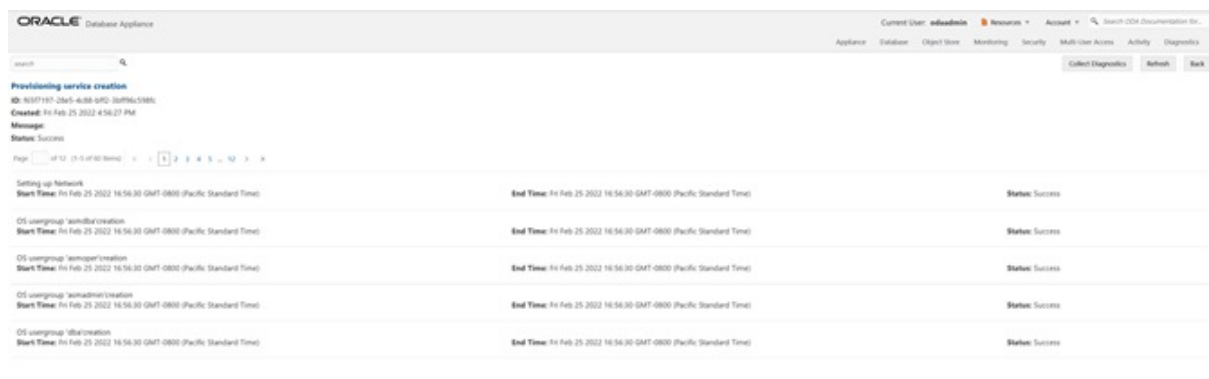 ORACLE Database Appliance
Current User: odaadmin Resources Account Search ODA Documentation for...
Appliance Database Object Store Monitoring Security Multi-User Access Activity Diagnostics
search
Collect Diagnostics Refresh Back
Provisioning service creation
ID:
Created: Fri Feb 25 2022 4:56:27 PM
Message:
Status: Success
Page of 12 (1-5 of 60 items) 1 2 3 4 5 .. 12
Setting up Network
Start Time: Fri Feb 25 2022 16:56:30 GMT-0800 (Pacific Standard Time) End Time: Fri Feb 25 2022 16:56:30 GMT-0800 (Pacific Standard Time) Status: Success
OS usergroup 'asmdba'creation
Start Time: Fri Feb 25 2022 16:56:30 GMT-0800 (Pacific Standard Time) End Time: Fri Feb 25 2022 16:56:30 GMT-0800 (Pacific Standard Time) Status: Success
OS usergroup 'asmoper'creation
Start Time: Fri Feb 25 2022 16:56:30 GMT-0800 (Pacific Standard Time) End Time: Fri Feb 25 2022 16:56:30 GMT-0800 (Pacific Standard Time) Status: Success
OS usergroup 'asmadmin'creation
Start Time: Fri Feb 25 2022 16:56:30 GMT-0800 (Pacific Standard Time) End Time: Fri Feb 25 2022 16:56:30 GMT-0800 (Pacific Standard Time) Status: Success
OS usergroup 'dba'creation
Start Time: Fri Feb 25 2022 16:56:30 GMT-0800 (Pacific Standard Time) End Time: Fri Feb 25 2022 16:56:30 GMT-0800 (Pacific Standard Time) Status: Success